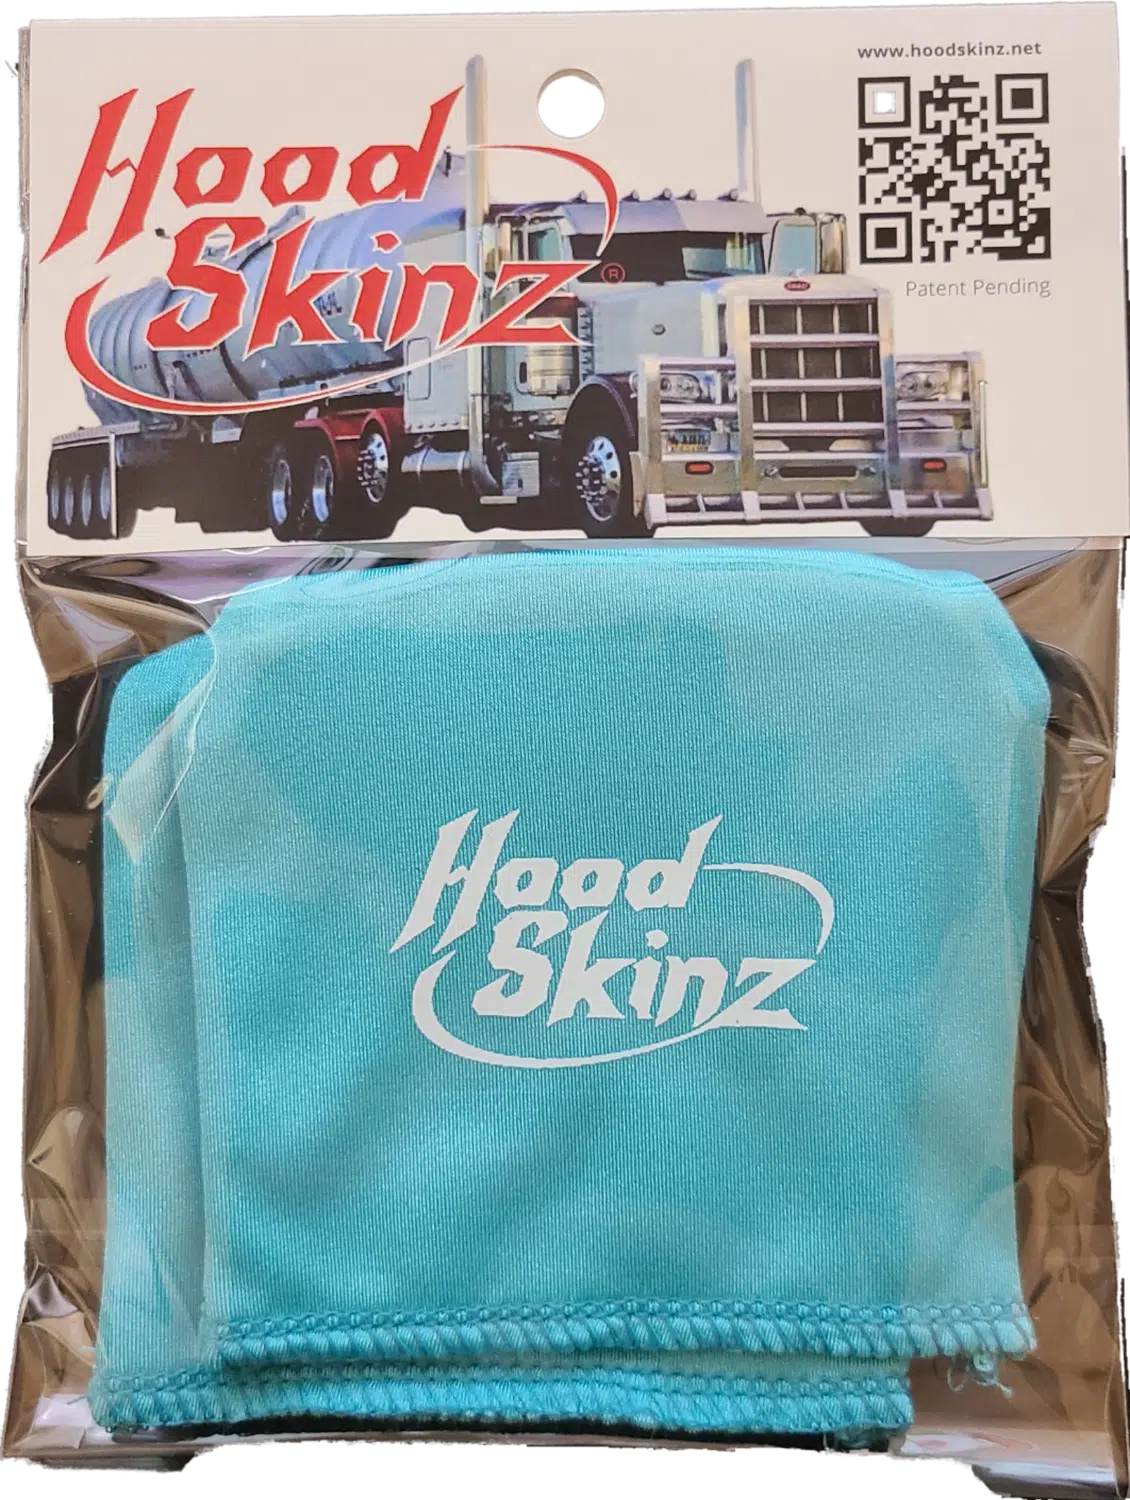 www.hoodskinz.net
Hood
Skinz
®
Patent Pending
Hood
Skinz